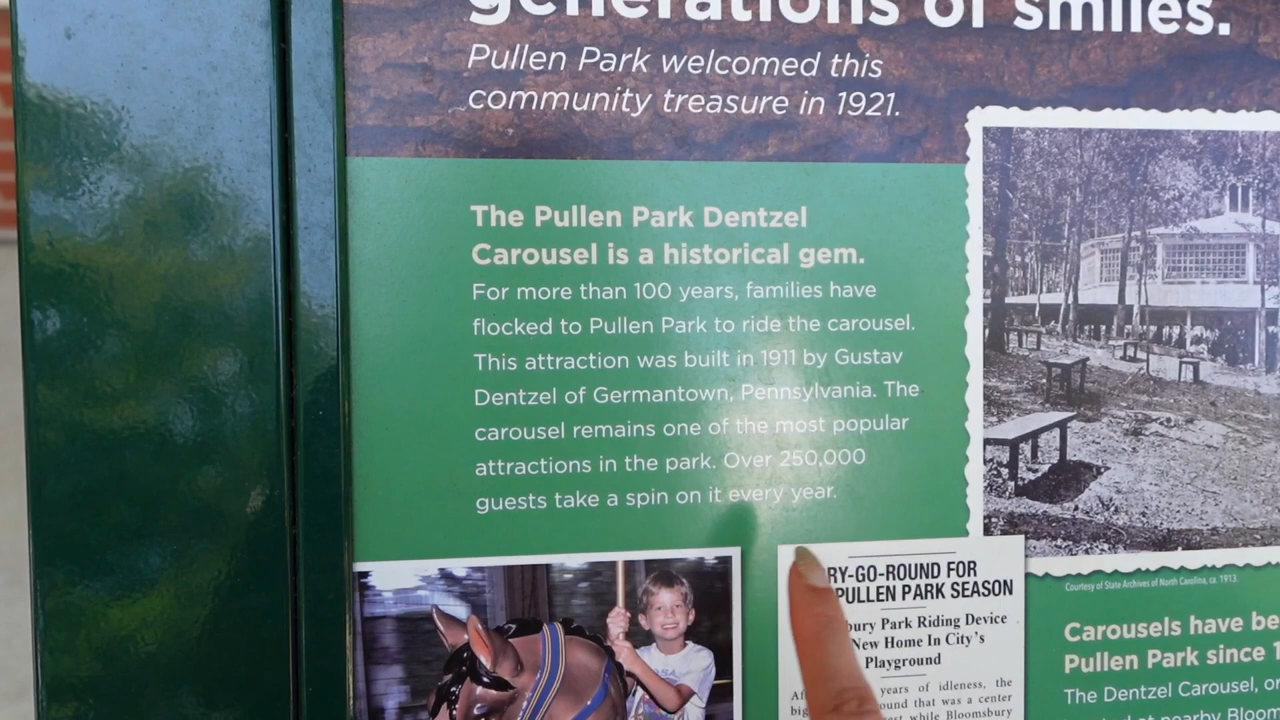 generations of smiles.
Pullen Park welcomed this
community treasure in 1921.
The Pullen Park Dentzel
Carousel is a historical gem.
For more than 100 years, families have
flocked to Pullen Park to ride the carousel.
This attraction was built in 1911 by Gustav
Dentzel of Germantown, Pennsylvania. The
carousel remains one of the most popular
attractions in the park. Over 250,000
guests take a spin on it every year.
RY-GO-ROUND FOR
PULLEN PARK SEASON
bury Park Riding Device
New Home In City's
Playground
years of idleness, the
big ound that was a center
while Bloomsbury
Courtesy of State Archives of North Carolina, ca. 1913.
Carousels have be
Pullen Park since 1
The Dentzel Carousel, or
at nearby Bloom